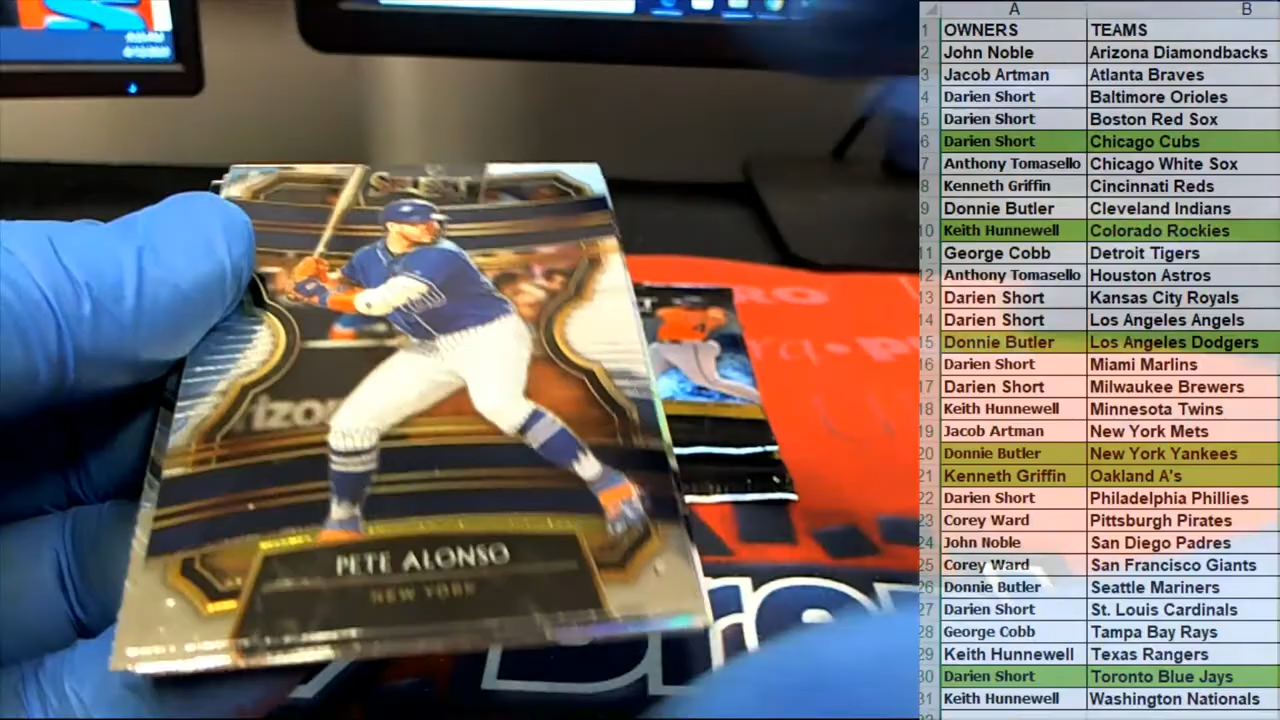 SELECT
PETE ALONSO
NEW YORK
A B
1 OWNERS TEAMS
2 John Noble Arizona Diamondbacks
3 Jacob Artman Atlanta Braves
4 Darien Short Baltimore Orioles
5 Darien Short Boston Red Sox
6 Darien Short Chicago Cubs
7 Anthony Tomasello Chicago White Sox
8 Kenneth Griffin Cincinnati Reds
9 Donnie Butler Cleveland Indians
10 Keith Hunnewell Colorado Rockies
11 George Cobb Detroit Tigers
12 Anthony Tomasello Houston Astros
13 Darien Short Kansas City Royals
14 Darien Short Los Angeles Angels
15 Donnie Butler Los Angeles Dodgers
16 Darien Short Miami Marlins
17 Darien Short Milwaukee Brewers
18 Keith Hunnewell Minnesota Twins
19 Jacob Artman New York Mets
20 Donnie Butler New York Yankees
21 Kenneth Griffin Oakland A's
22 Darien Short Philadelphia Phillies
23 Corey Ward Pittsburgh Pirates
24 John Noble San Diego Padres
25 Corey Ward San Francisco Giants
26 Donnie Butler Seattle Mariners
27 Darien Short St. Louis Cardinals
28 George Cobb Tampa Bay Rays
29 Keith Hunnewell Texas Rangers
30 Darien Short Toronto Blue Jays
31 Keith Hunnewell Washington Nationals